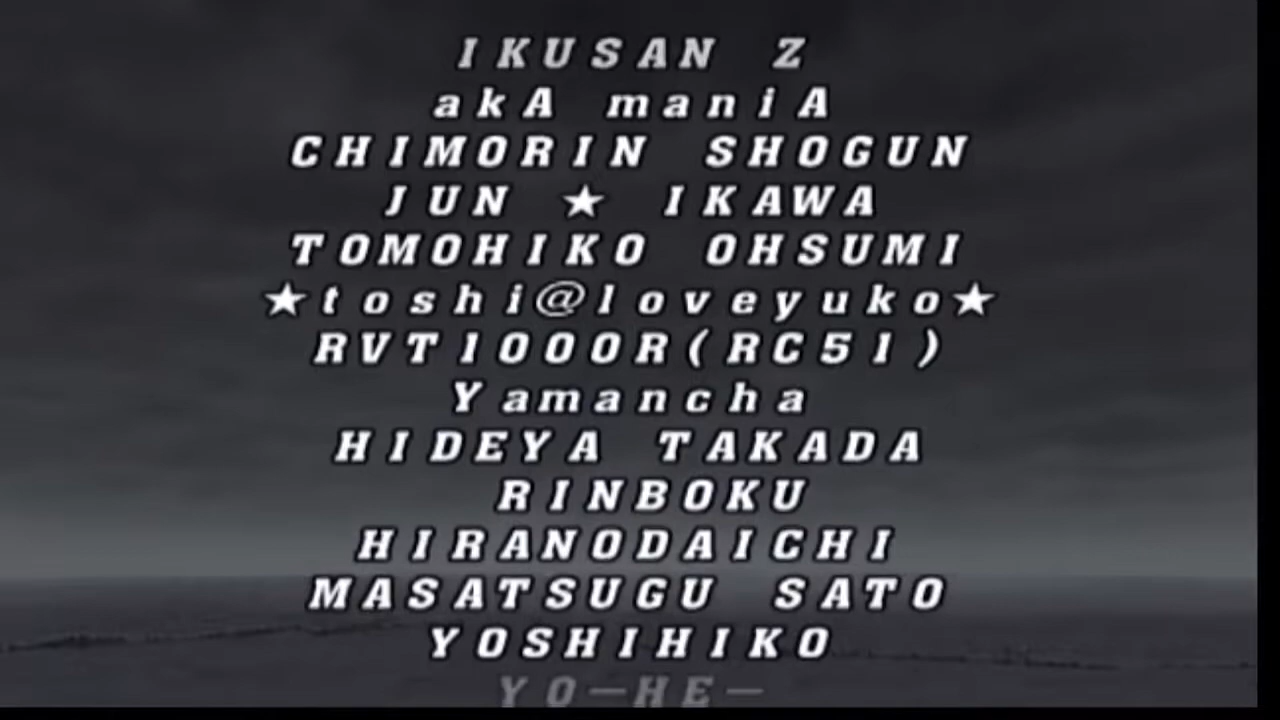 IKUSAN Z
akA maniA
CHIMORIN SHOGUN
JUN ★ IKAWA
TOMOHIKO OHSUMI
★toshi@loveyuko★
RVT1000R(RC51)
Yamancha
HIDEYA TAKADA
RINBOKU
HIRANODAICHI
MASATSUGU SATO
YOSHIHIKO
YO—HE—